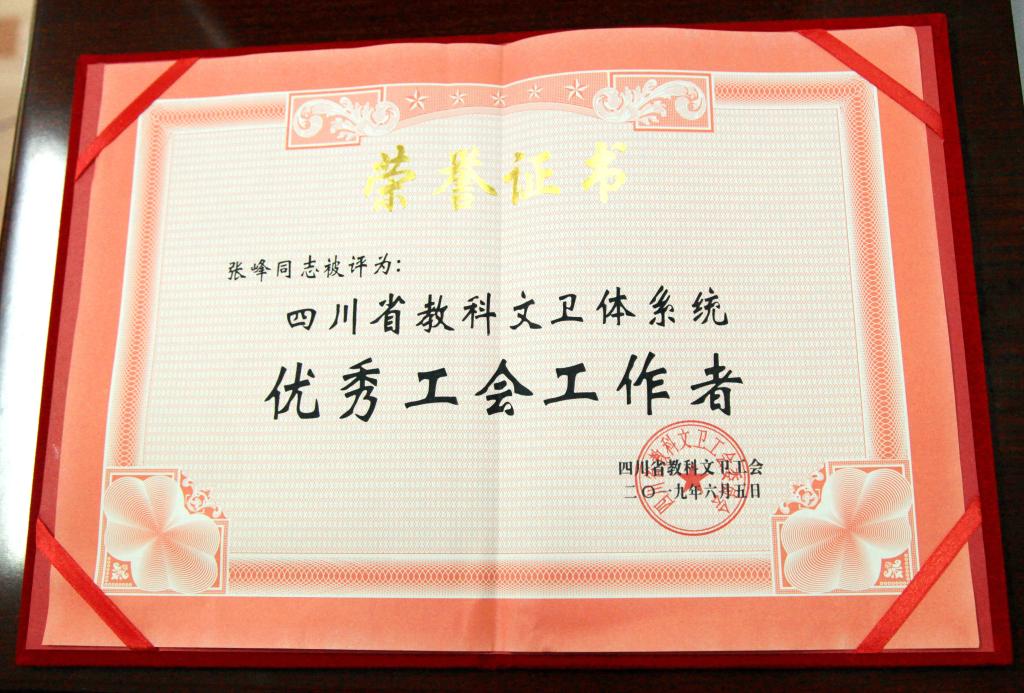 荣誉证书
张峰同志被评为:
四川省教科文卫体系统
优秀工会工作者
四川省教科文卫工会
二〇一九年六月五日